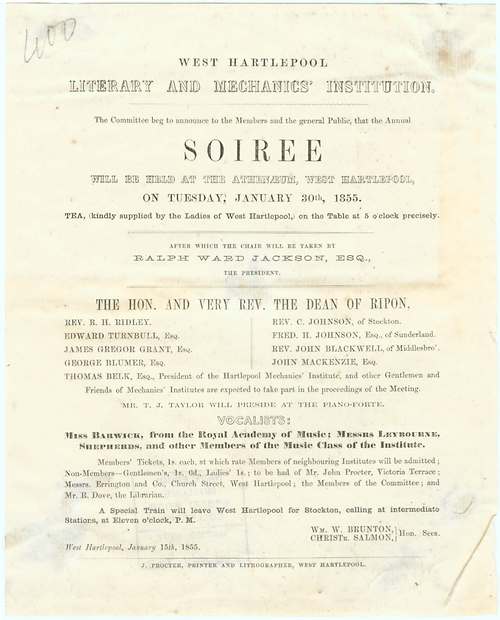 400
WEST HARTLEPOOL
LITERARY AND MECHANICS' INSTITUTION.
The Committee beg to announce to the Members and the general Public, that the Annual
SOIREE
WILL BE HELD AT THE ATHENÆUM, WEST HARTLEPOOL,
ON TUESDAY, JANUARY 30th, 1855.
TEA, (kindly supplied by the Ladies of West Hartlepool,) on the Table at 5 o'clock precisely.
AFTER WHICH THE CHAIR WILL BE TAKEN BY
RALPH WARD JACKSON, ESQ.,
THE PRESIDENT.
THE HON. AND VERY REV. THE DEAN OF RIPON,
REV. B. H. RIDLEY. REV. C. JOHNSON, of Stockton.
EDWARD TURNBULL, Esq. FRED. H. JOHNSON, Esq., of Sunderland.
JAMES GREGOR GRANT, Esq. REV. JOHN BLACKWELL, of Middlesbro'.
GEORGE BLUMER, Esq. JOHN MACKENZIE, Esq.
THOMAS BELK, Esq., President of the Hartlepool Mechanics' Institute, and other Gentlemen and
Friends of Mechanics' Institutes are expected to take part in the proceedings of the Meeting.
MR. T. J. TAYLOR WILL PRESIDE AT THE PIANO-FORTE.
VOCALISTS:
Miss BARWICK, from the Royal Academy of Music; Messrs LEYBOURNE,
SHEPHERDS, and other Members of the Music Class of the Institute.
Members' Tickets, 1s. each, at which rate Members of neighbouring Institutes will be admitted;
Non-Members—Gentlemen's, 1s. 6d., Ladies' 1s.; to be had of Mr. John Procter, Victoria Terrace;
Messrs. Errington and Co., Church Street, West Hartlepool; the Members of the Committee; and
Mr. R. Dove, the Librarian.
A Special Train will leave West Hartlepool for Stockton, calling at intermediate
Stations, at Eleven o'clock, P. M.
WM. W. BRUNTON,
CHISTR. SALMON, } Hon. Secs.
West Hartlepool, January 15th, 1855.
J. PROCTER, PRINTER AND LITHOGRAPHER, WEST HARTLEPOOL.